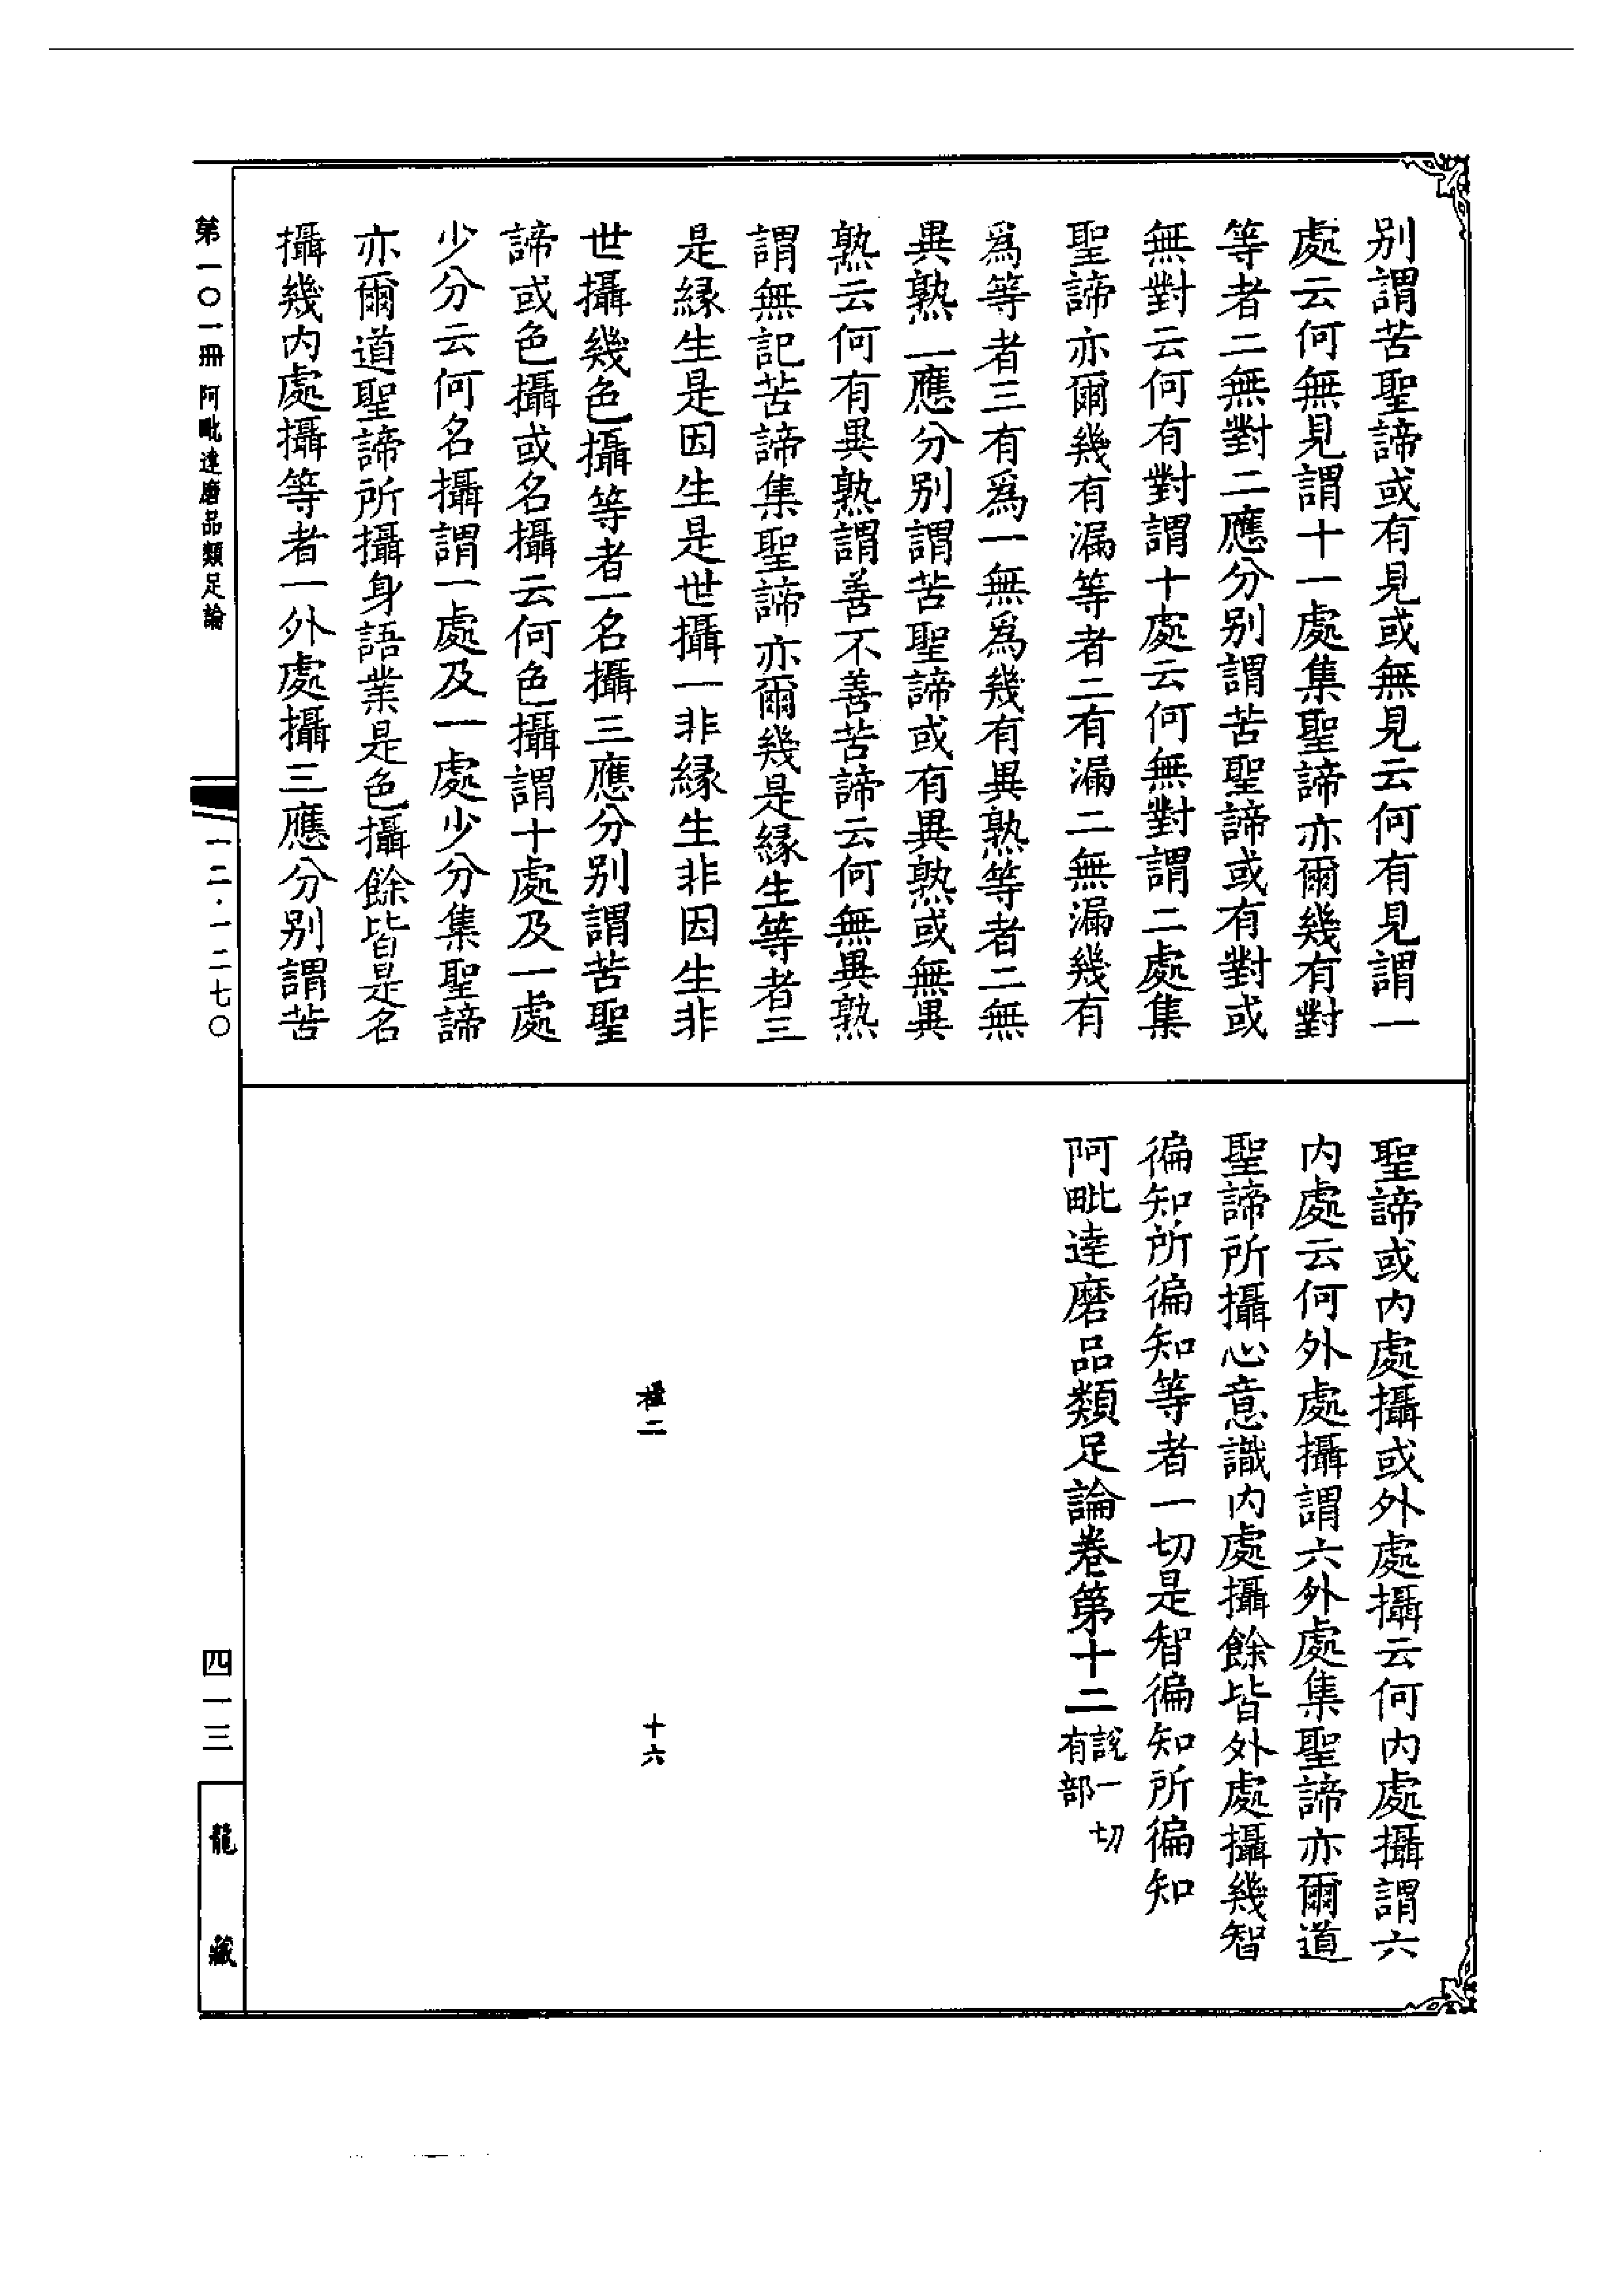 别謂苦聖諦或有見或無見云何有見謂一
處云何無見謂十一處集聖諦亦爾幾有對
等者二無對二應分别謂苦聖諦或有對或
無對云何有對謂十處云何無對謂二處集
聖諦亦爾幾有漏等者二有漏二無漏幾有
爲等者三有爲一無爲幾有異熟等者二無
異熟一應分别謂苦聖諦或有異熟或無異
熟云何有異熟謂善不善苦諦云何無異熟
謂無記苦諦集聖諦亦爾幾是緣生等者三
是緣生是因生是世攝一非緣生非因生非
世攝幾色攝等者一名攝三應分别謂苦聖
諦或色攝或名攝云何色攝謂十處及一處
少分云何名攝謂一處及一處少分集聖諦
亦爾道聖諦所攝身語業是色攝餘皆是名
攝幾内處攝等者一外處攝三應分别謂苦
聖諦或内處攝或外處攝云何内處攝謂六
内處云何外處攝謂六外處集聖諦亦爾道
聖諦所攝心意識内處攝餘皆外處攝幾智
徧知所徧知等者一切是智徧知所徧知
阿毗達磨品類足論卷第十二 説一切
有部
二 十六
第一〇一冊 阿毗達磨品類足論
一二·一二七〇
四一三
龍藏